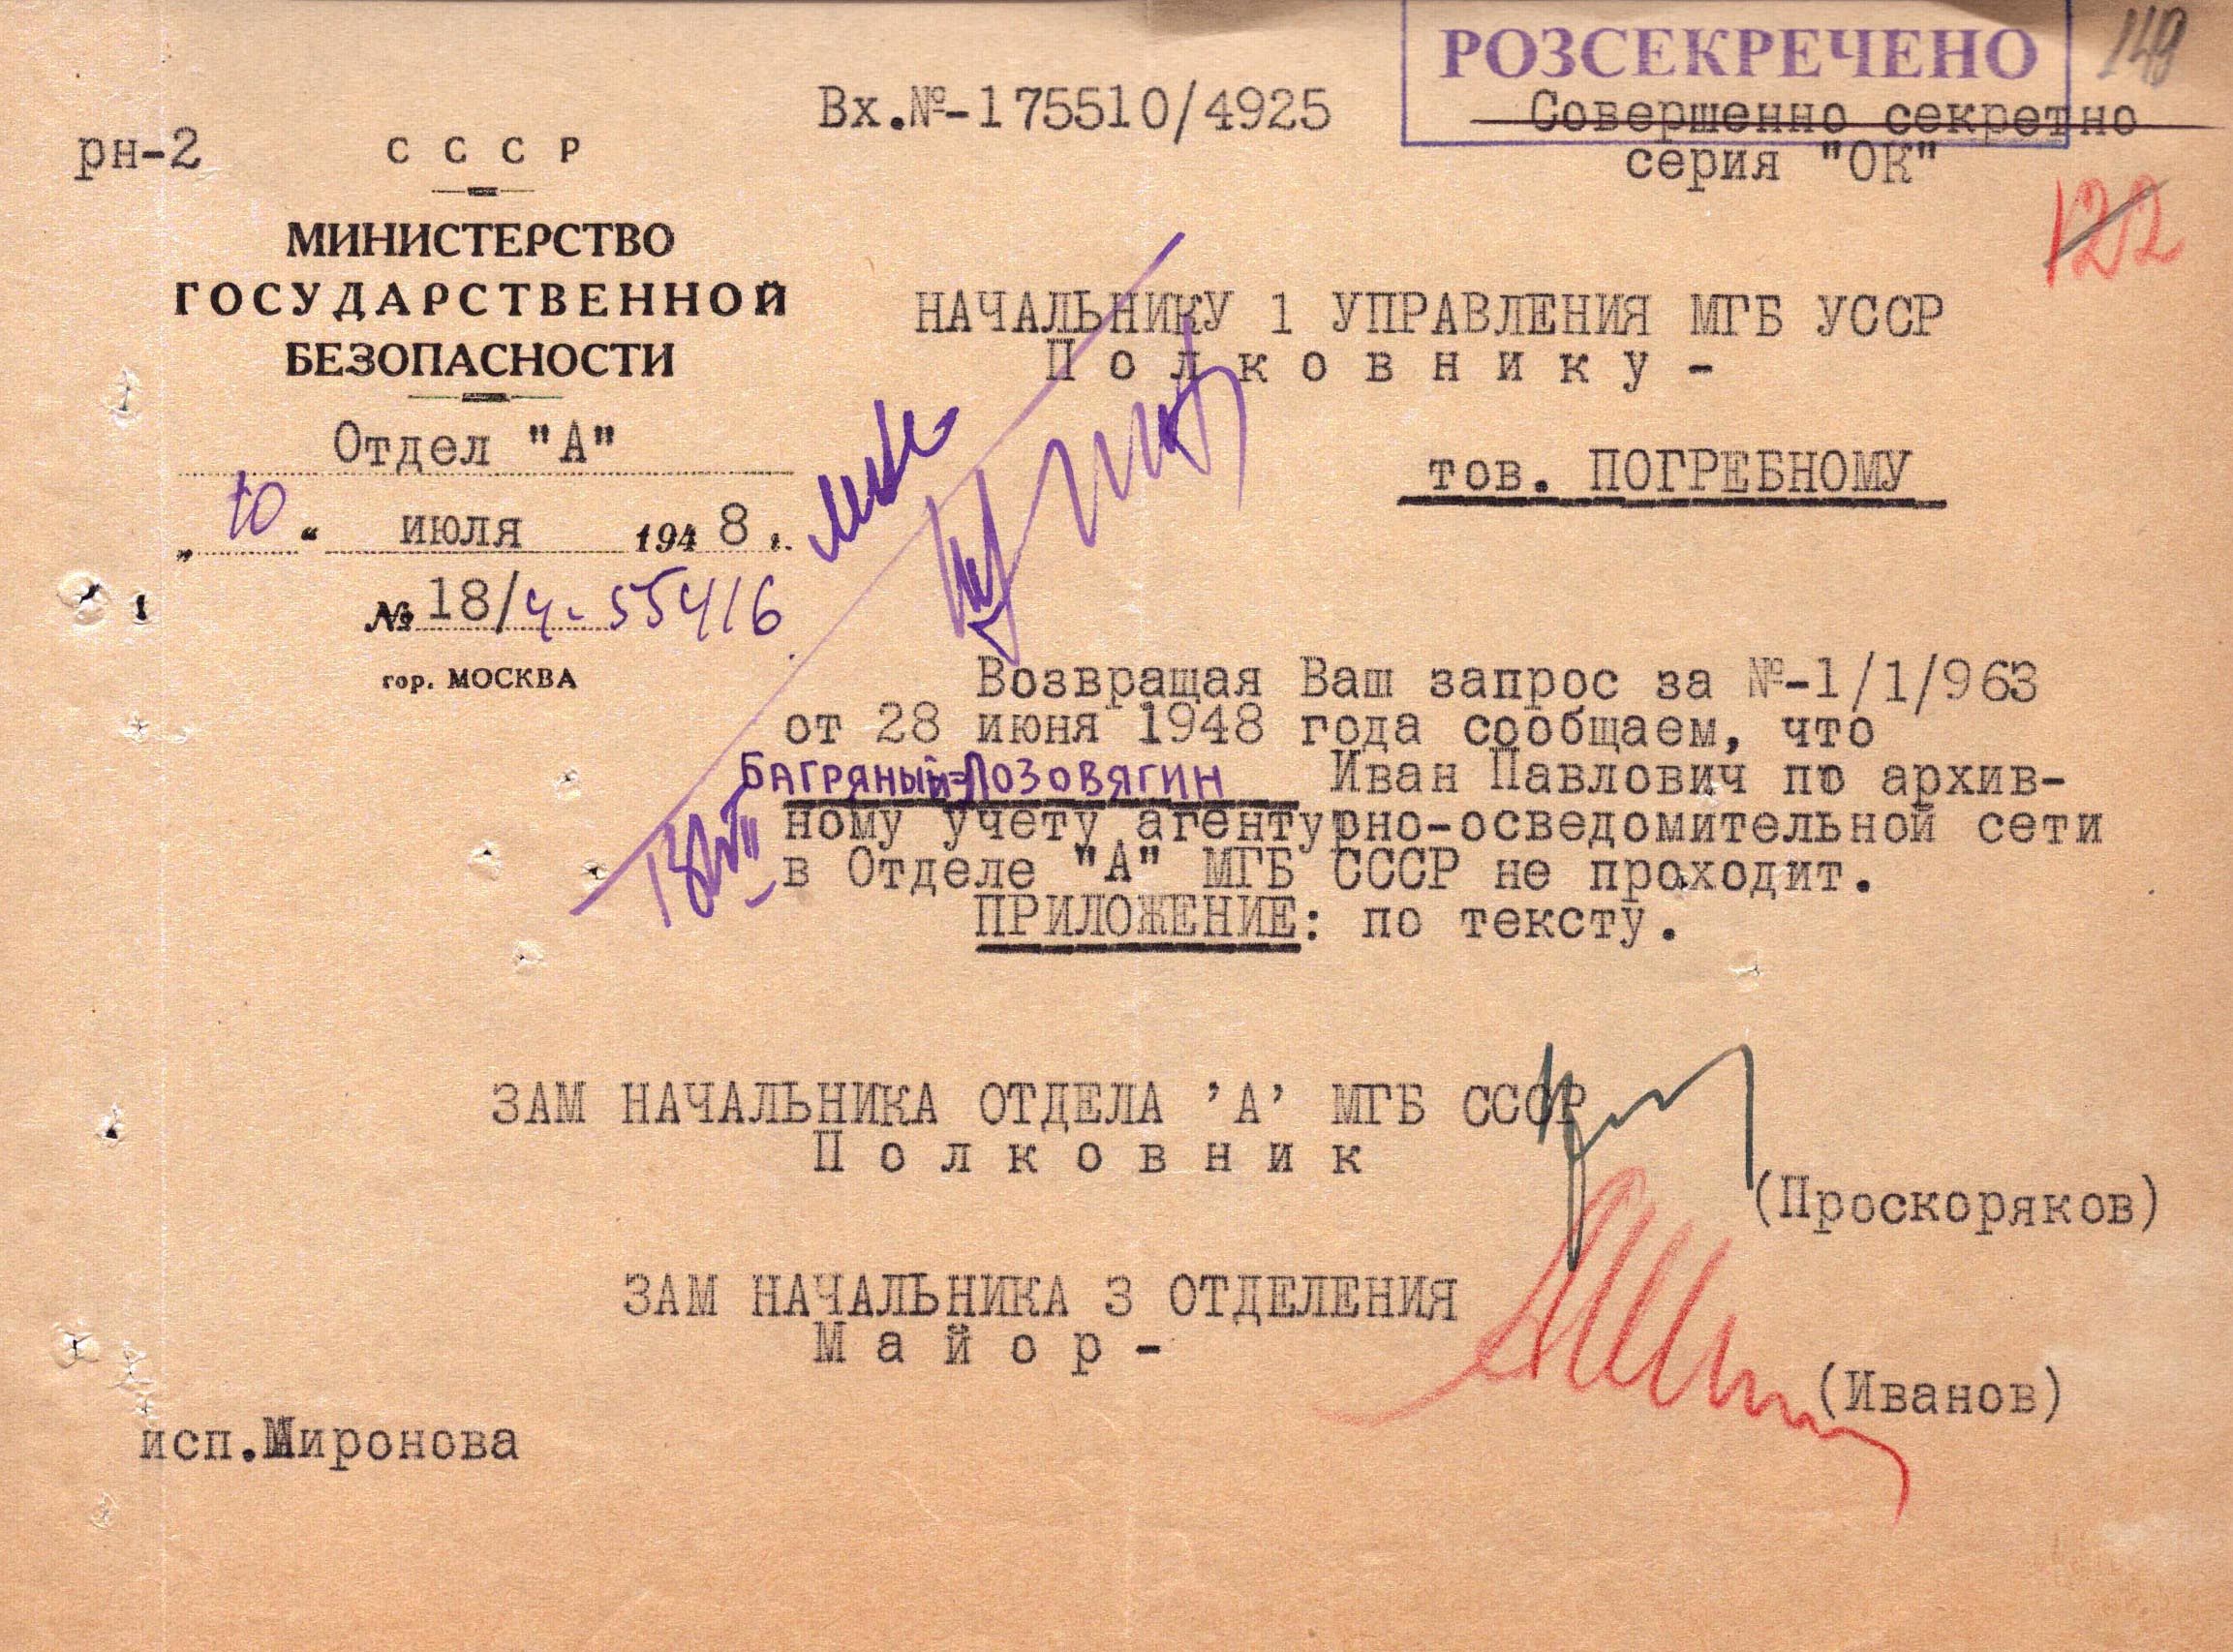 РОЗСЕКРЕЧЕНО
149
Вх.№-175510/4925
Совершенно секретно
серия "ОК"
122
рн-2
СССР
МИНИСТЕРСТВО
ГОСУДАРСТВЕННОЙ
БЕЗОПАСНОСТИ
Отдел "А"
„10" июля 1948 г.
№ 18/4-55416
гор. МОСКВА
НАЧАЛЬНИКУ 1 УПРАВЛЕНИЯ МГБ УССР
Полковнику-
тов. ПОГРЕБНОМУ
Возвращая Ваш запрос за №-1/1/963
от 28 июня 1948 года сообщаем, что
БАГРЯНЫЙ=ЛОЗОВЯГИН Иван Павлович по архив-
ному учету агентурно-осведомительной сети
в Отделе "А" МГБ СССР не проходит.
ПРИЛОЖЕНИЕ: по тексту.
ЗАМ НАЧАЛЬНИКА ОТДЕЛА 'А' МГБ СССР
Полковник
(Проскоряков)
ЗАМ НАЧАЛЬНИКА 3 ОТДЕЛЕНИЯ
Майор-
(Иванов)
исп.Миронова